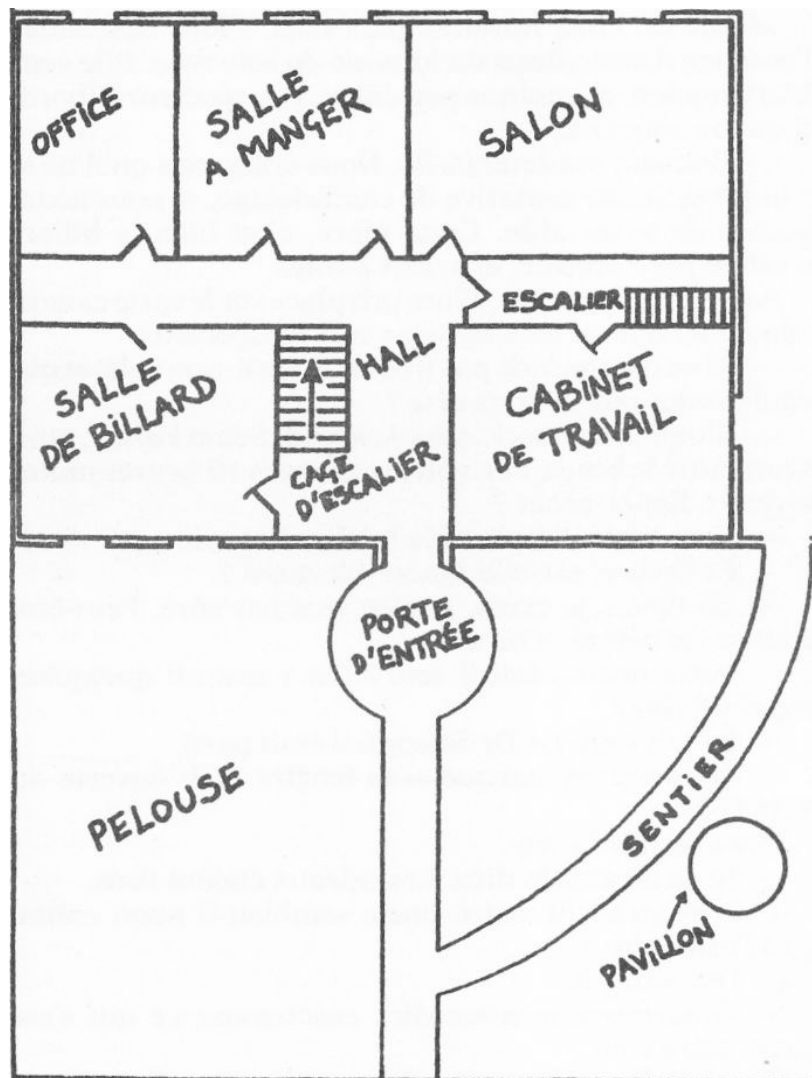 OFFICE
SALLE
A MANGER
SALON
ESCALIER
HALL
SALLE
DE BILLARD
CABINET
DE TRAVAIL
CAGE
D'ESCALIER
PORTE
D'ENTRÉE
PELOUSE
SENTIER
PAVILLON